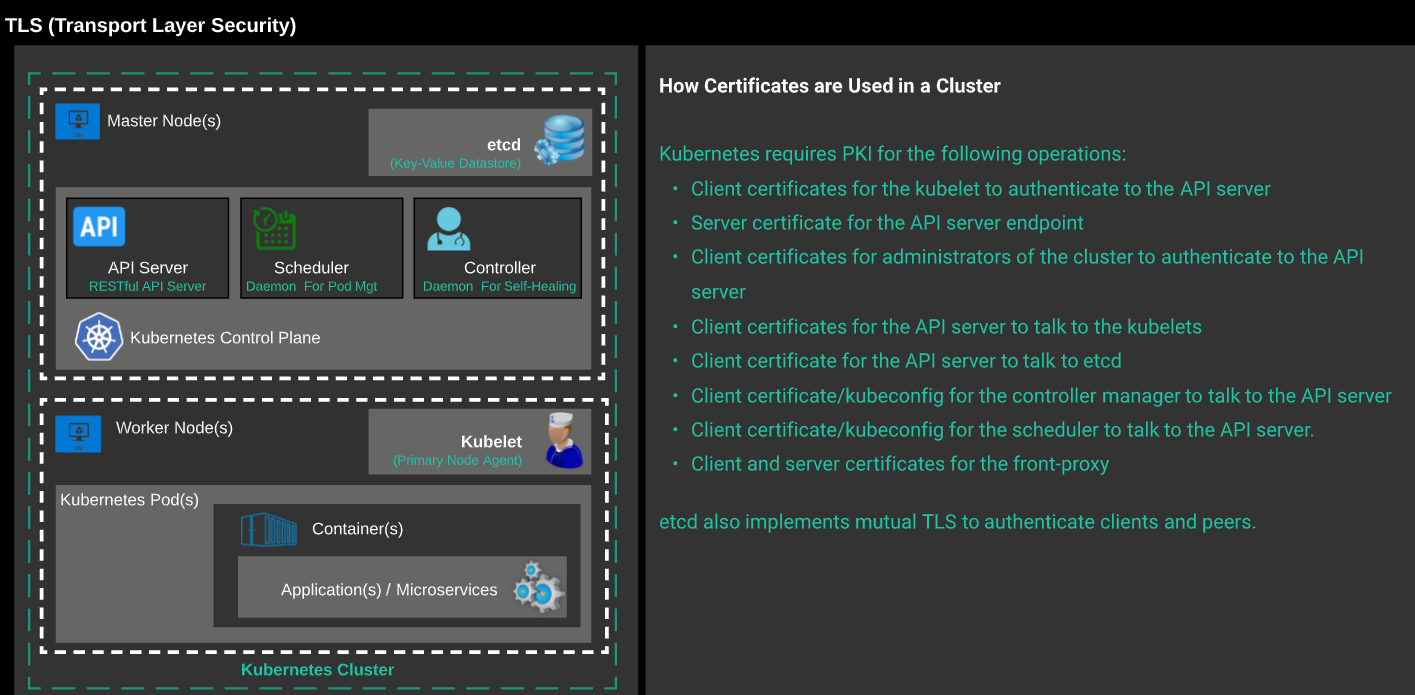 TLS (Transport Layer Security)
Master Node(s)
etcd
(Key-Value Datastore)
API
API Server
RESTful API Server
Scheduler
Daemon For Pod Mgt
Controller
Daemon For Self-Healing
Kubernetes Control Plane
Worker Node(s)
Kubelet
(Primary Node Agent)
Kubernetes Pod(s)
Container(s)
Application(s) / Microservices
Kubernetes Cluster
How Certificates are Used in a Cluster
Kubernetes requires PKI for the following operations:
• Client certificates for the kubelet to authenticate to the API server
• Server certificate for the API server endpoint
• Client certificates for administrators of the cluster to authenticate to the API
server
• Client certificates for the API server to talk to the kubelets
• Client certificate for the API server to talk to etcd
• Client certificate/kubeconfig for the controller manager to talk to the API server
• Client certificate/kubeconfig for the scheduler to talk to the API server.
• Client and server certificates for the front-proxy
etcd also implements mutual TLS to authenticate clients and peers.